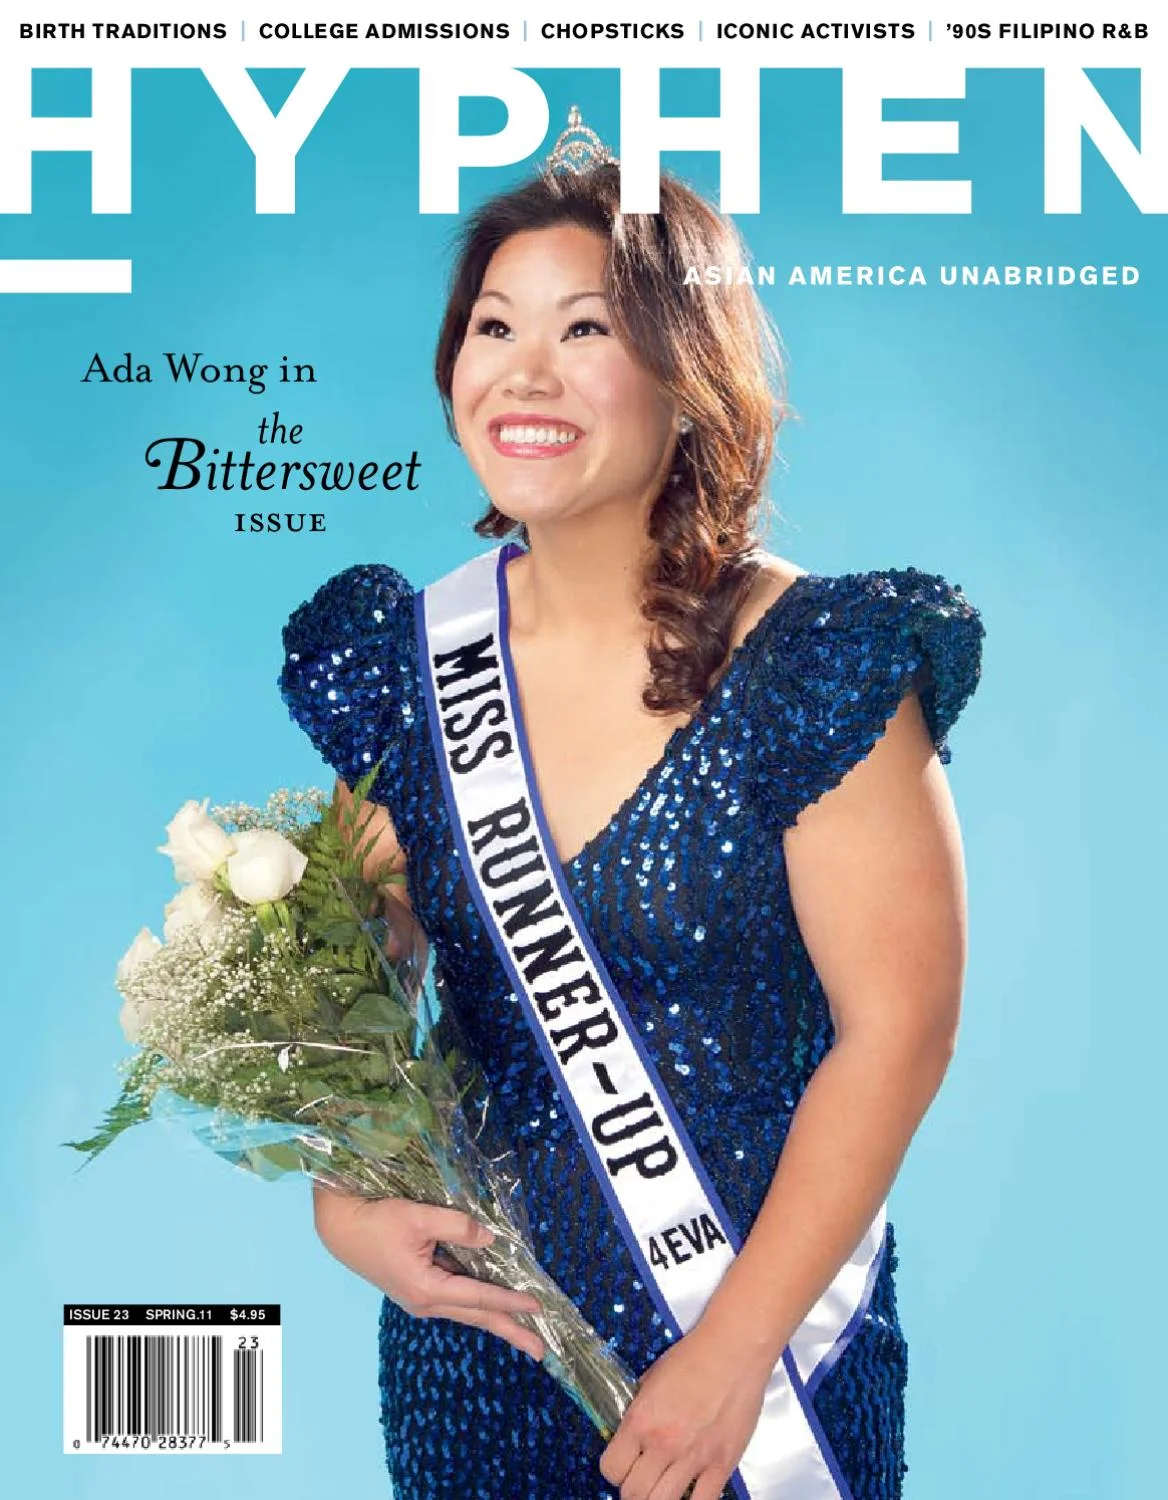 BIRTH TRADITIONS | COLLEGE ADMISSIONS | CHOPSTICKS | ICONIC ACTIVISTS | ’90S FILIPINO R&B
HYPHEN
ASIAN AMERICA UNABRIDGED
Ada Wong in
the
Bittersweet
ISSUE
MISS RUNNER-UP
4EVA
ISSUE 23 SPRING.11 $4.95
23
0 74470 28377 5